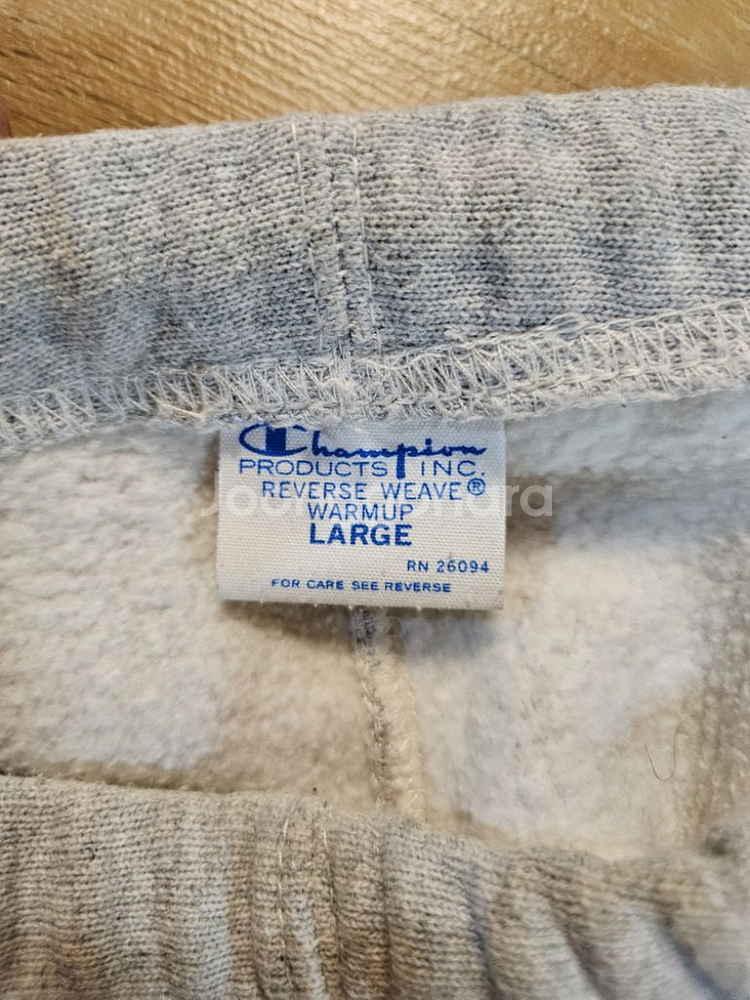 Champion
PRODUCTS INC.
REVERSE WEAVE®
WARMUP
LARGE
RN 26094
FOR CARE SEE REVERSE